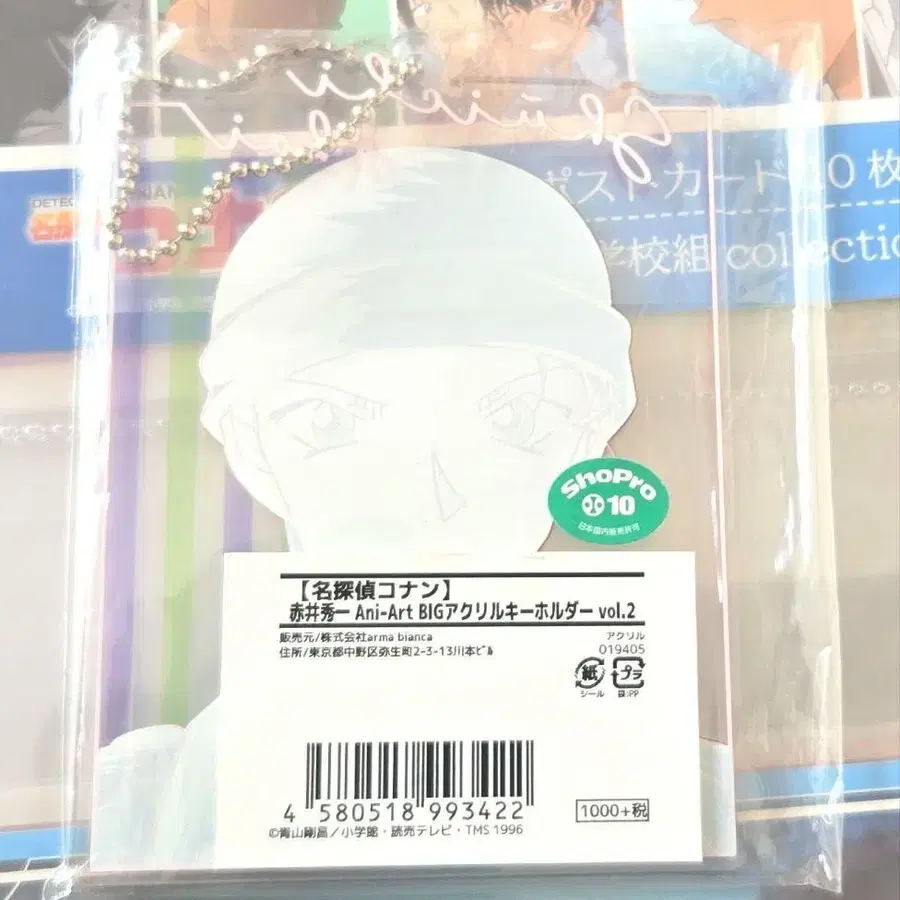 ポストカード
学校組 collection
ShoPro
10
日本国内販売許可
【名探偵コナン】
赤井秀一 Ani-Art BIGアクリルキーホルダー vol.2
販売元/株式会社arma bianca
住所/東京都中野区弥生町2-3-13川本ビル
アクリル
019405
紙
シール
プラ
袋:PP
4 580518 993422
1000+税
©青山剛昌/小学館・読売テレビ・TMS 1996